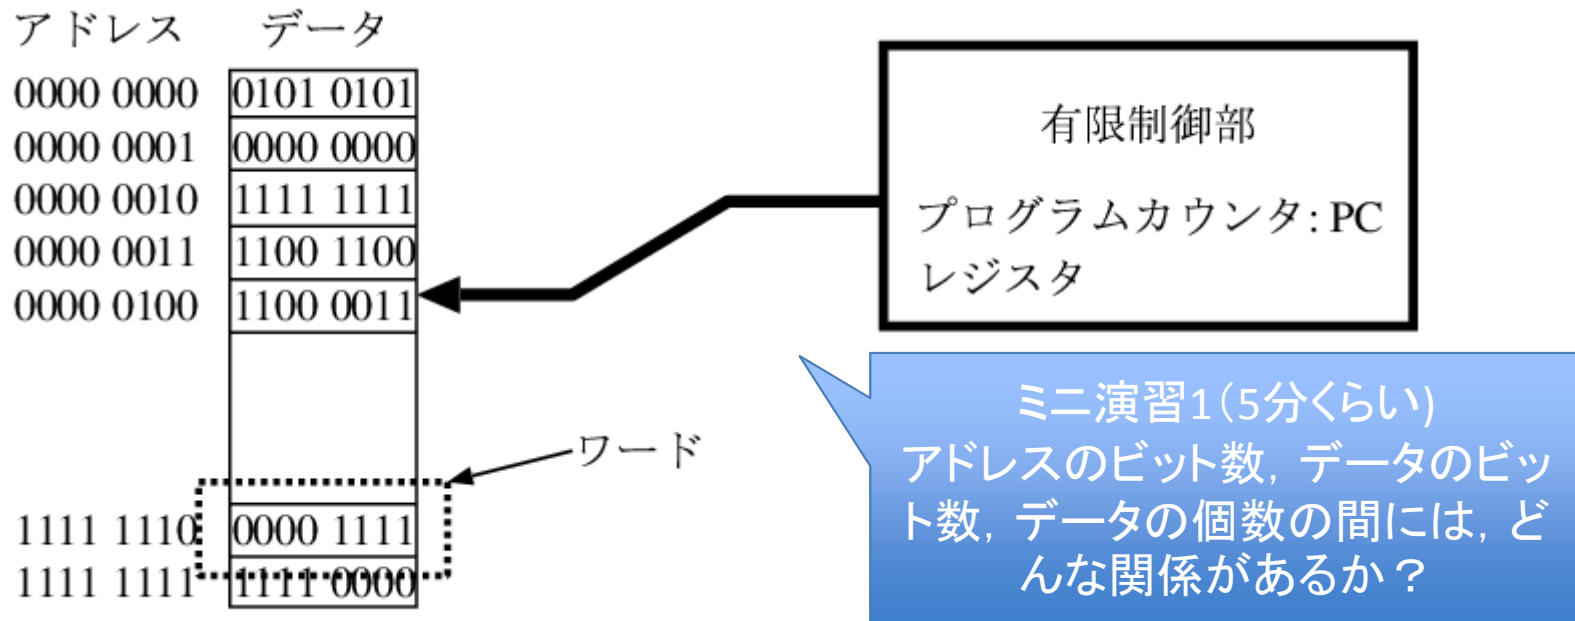 アドレス データ
0000 0000 0101 0101
0000 0001 0000 0000
0000 0010 1111 1111
0000 0011 1100 1100
0000 0100 1100 0011
ワード
1111 1110 0000 1111
1111 1111 1111 0000
有限制御部
プログラムカウンタ: PC
レジスタ
ミニ演習1(5分くらい)
アドレスのビット数, データのビッ
ト数, データの個数の間には, ど
んな関係があるか?